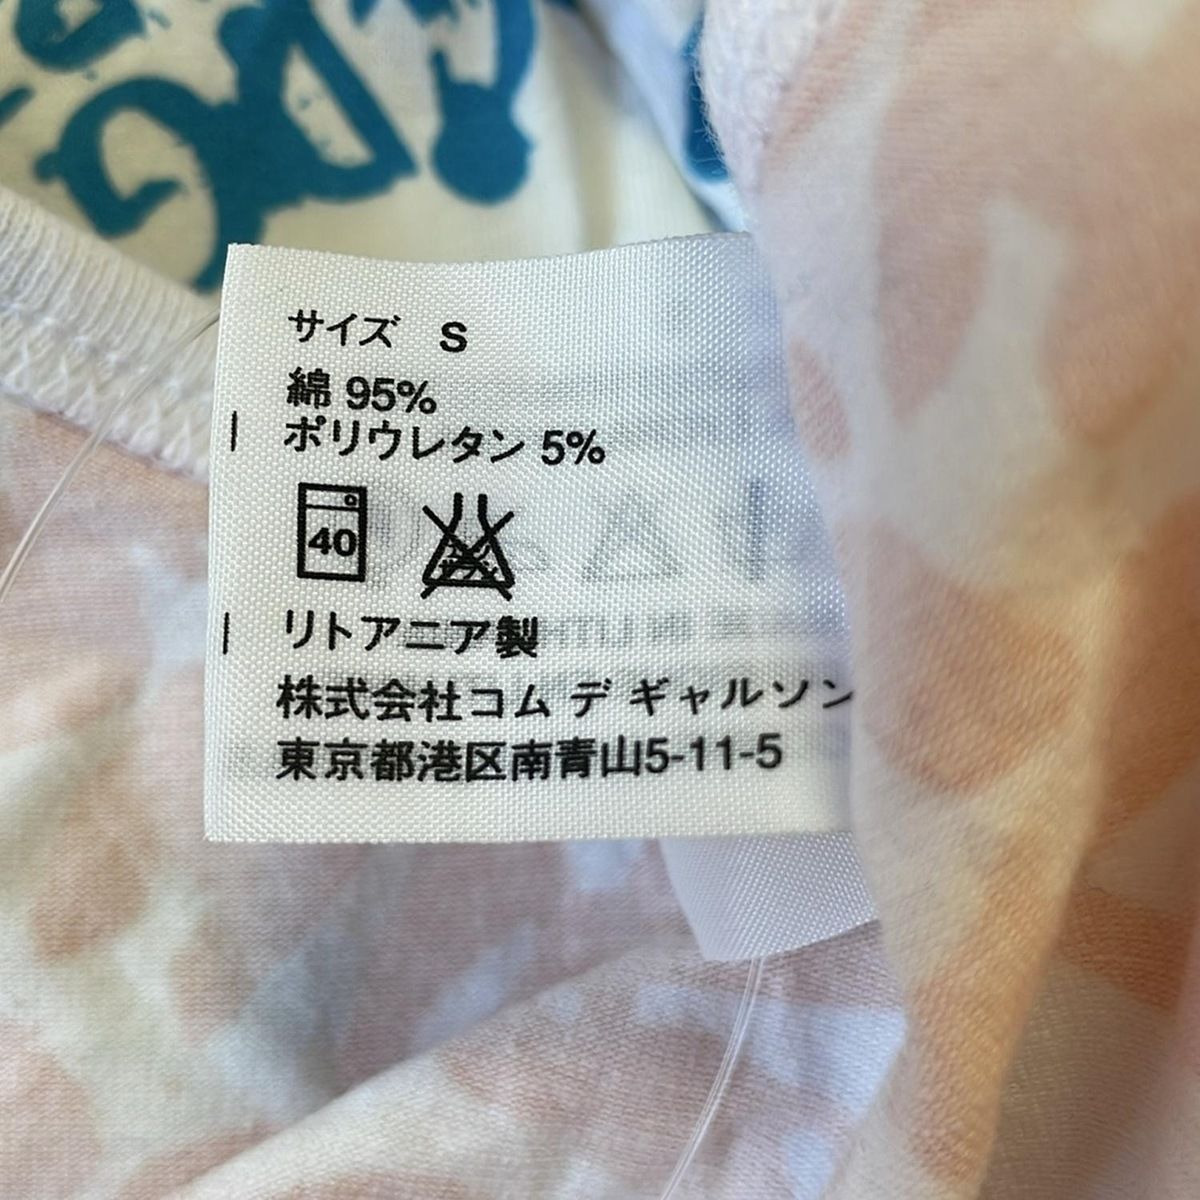 サイズ S
綿 95%
ポリウレタン 5%
40
リトアニア製
株式会社コム デ ギャルソン
東京都港区南青山5-11-5